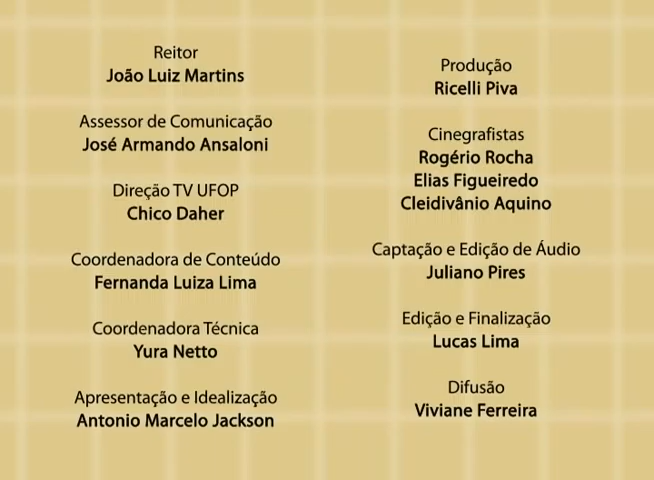 Reitor
João Luiz Martins
Assessor de Comunicação
José Armando Ansaloni
Direção TV UFOP
Chico Daher
Coordenadora de Conteúdo
Fernanda Luiza Lima
Coordenadora Técnica
Yura Netto
Apresentação e Idealização
Antonio Marcelo Jackson
Produção
Ricelli Piva
Cinegrafistas
Rogério Rocha
Elias Figueiredo
Cleidivânio Aquino
Captação e Edição de Áudio
Juliano Pires
Edição e Finalização
Lucas Lima
Difusão
Viviane Ferreira